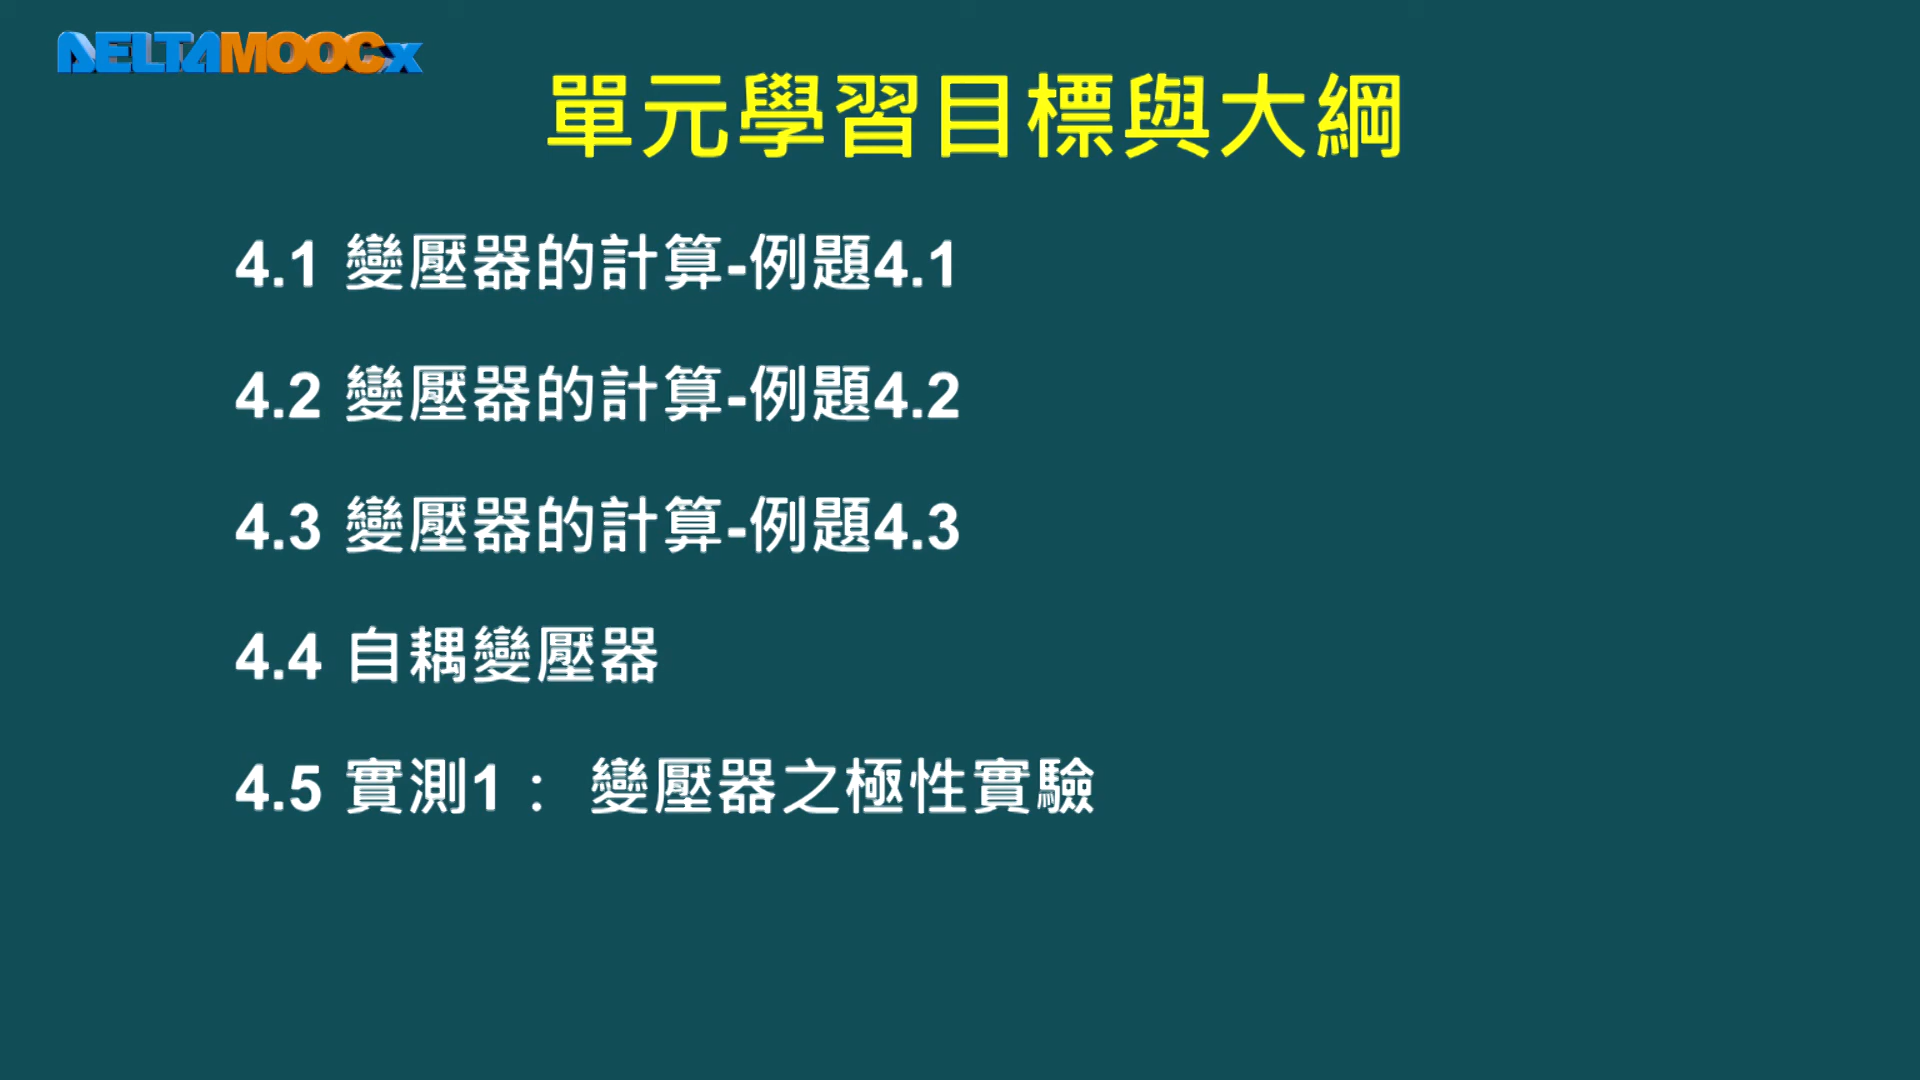 DELTAMOOCx
單元學習目標與大綱
4.1 變壓器的計算-例題4.1
4.2 變壓器的計算-例題4.2
4.3 變壓器的計算-例題4.3
4.4 自耦變壓器
4.5 實測1： 變壓器之極性實驗